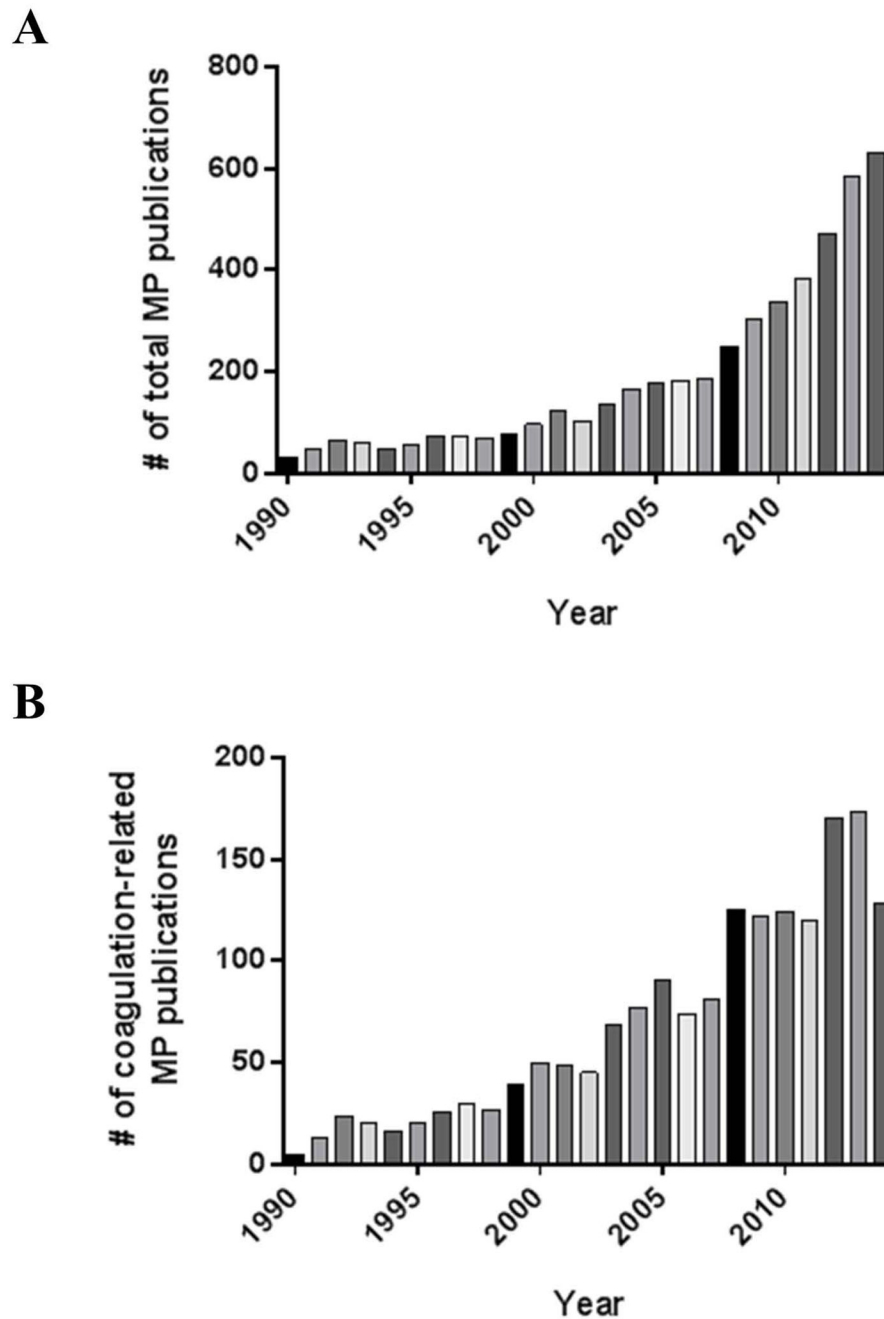 A
# of total MP publications
800
600
400
200
0
1990
1995
2000
2005
2010
Year
B
# of coagulation-related
MP publications
200
150
100
50
0
1990
1995
2000
2005
2010
Year